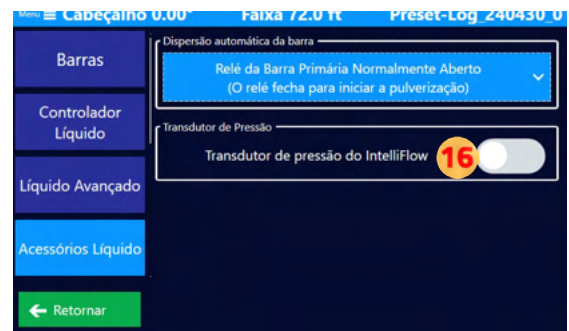 Menu ≡ Cabeçalho 0.00° Faixa 72.0 ft Preset-Log_240430_0
Barras
Controlador
Líquido
Líquido Avançado
Acessórios Líquido
← Retornar
Dispersão automática da barra
Relé da Barra Primária Normalmente Aberto
(O relé fecha para iniciar a pulverização)
Transdutor de Pressão
Transdutor de pressão do IntelliFlow 16